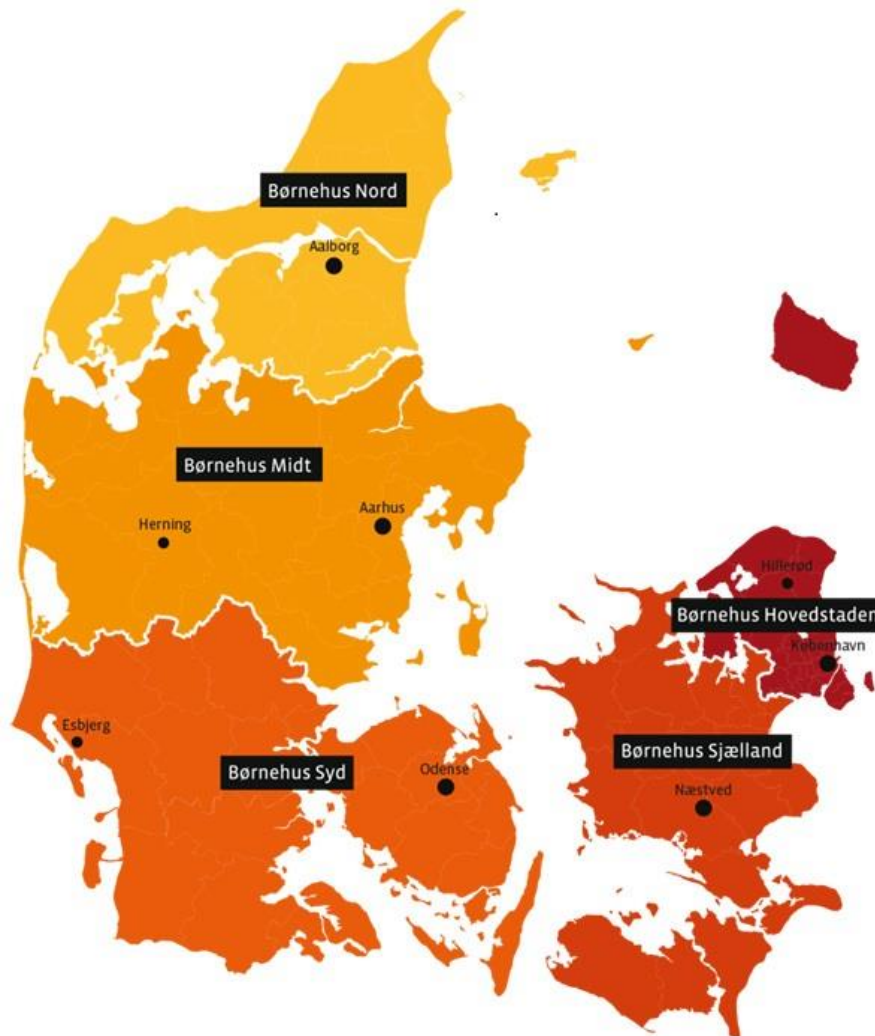 Børnehus Nord
Aalborg
Børnehus Midt
Aarhus
Herning
Hillerød
Børnehus Hovedstaden
København
Esbjerg
Børnehus Syd
Odense
Børnehus Sjælland
Næstved